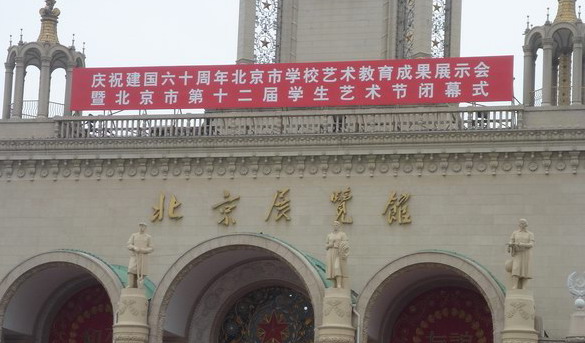 庆祝建国六十周年北京市学校艺术教育成果展示会
暨北京市第十二届学生艺术节闭幕式
北京展覽館